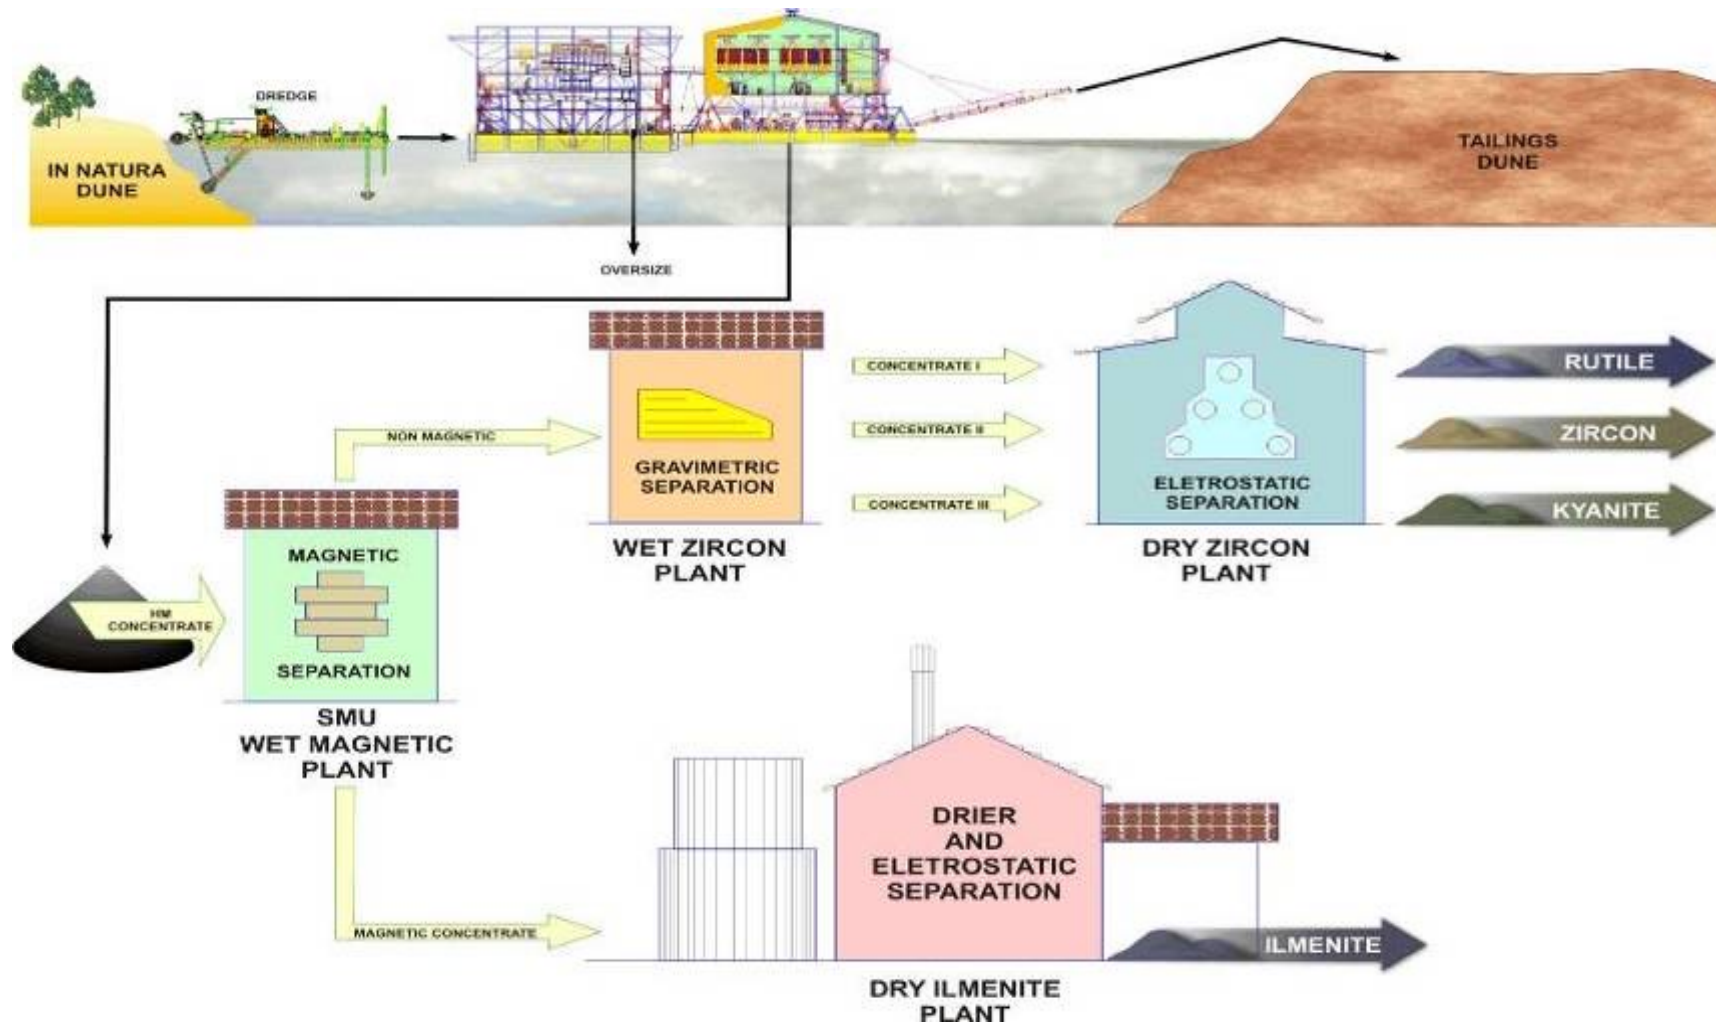 DREDGE
IN NATURA
DUNE
TAILINGS
DUNE
OVERSIZE
CONCENTRATE I
RUTILE
NON MAGNETIC
CONCENTRATE II
ZIRCON
GRAVIMETRIC
SEPARATION
ELETROSTATIC
SEPARATION
CONCENTRATE III
KYANITE
WET ZIRCON
PLANT
DRY ZIRCON
PLANT
MAGNETIC
HM
CONCENTRATE
SEPARATION
SMU
WET MAGNETIC
PLANT
DRIER
AND
ELETROSTATIC
SEPARATION
MAGNETIC CONCENTRATE
ILMENITE
DRY ILMENITE
PLANT